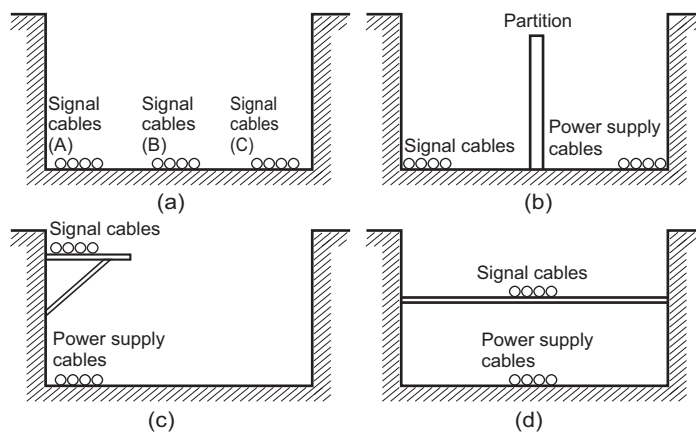 Signal
cables
(A)
Signal
cables
(B)
Signal
cables
(C)
(a)
Partition
Signal cables
Power supply
cables
(b)
Signal cables
Power supply
cables
(c)
Signal cables
Power supply
cables
(d)